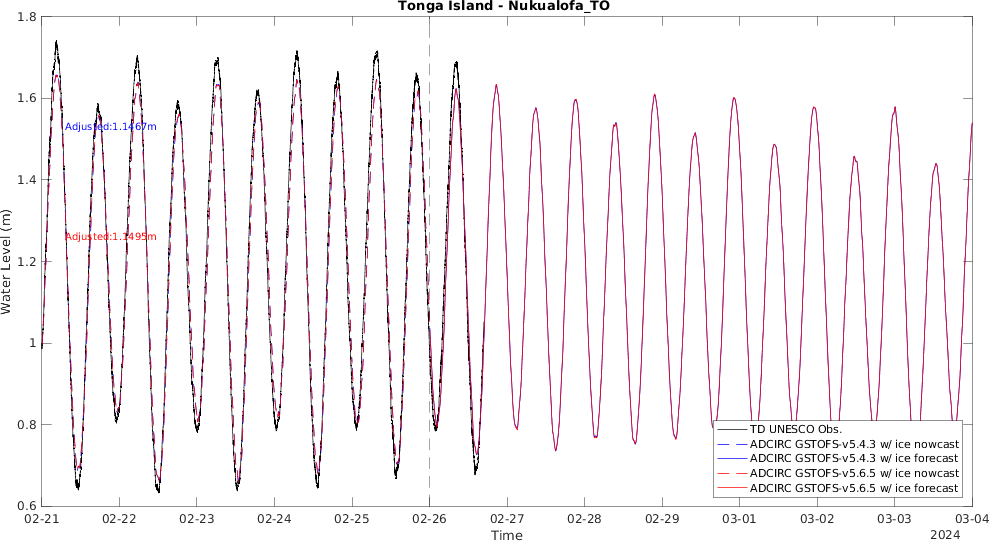 Tonga Island - Nukualofa_TO
1.8
1.6
1.4
1.2
1
0.8
0.6
Water Level (m)
Adjusted:1.1467m
Adjusted:1.1495m
TD UNESCO Obs.
ADCIRC GSTOFS-v5.4.3 w/ ice nowcast
ADCIRC GSTOFS-v5.4.3 w/ ice forecast
ADCIRC GSTOFS-v5.6.5 w/ ice nowcast
ADCIRC GSTOFS-v5.6.5 w/ ice forecast
02-21 02-22 02-23 02-24 02-25 02-26 02-27 02-28 02-29 03-01 03-02 03-03 03-04
Time
2024